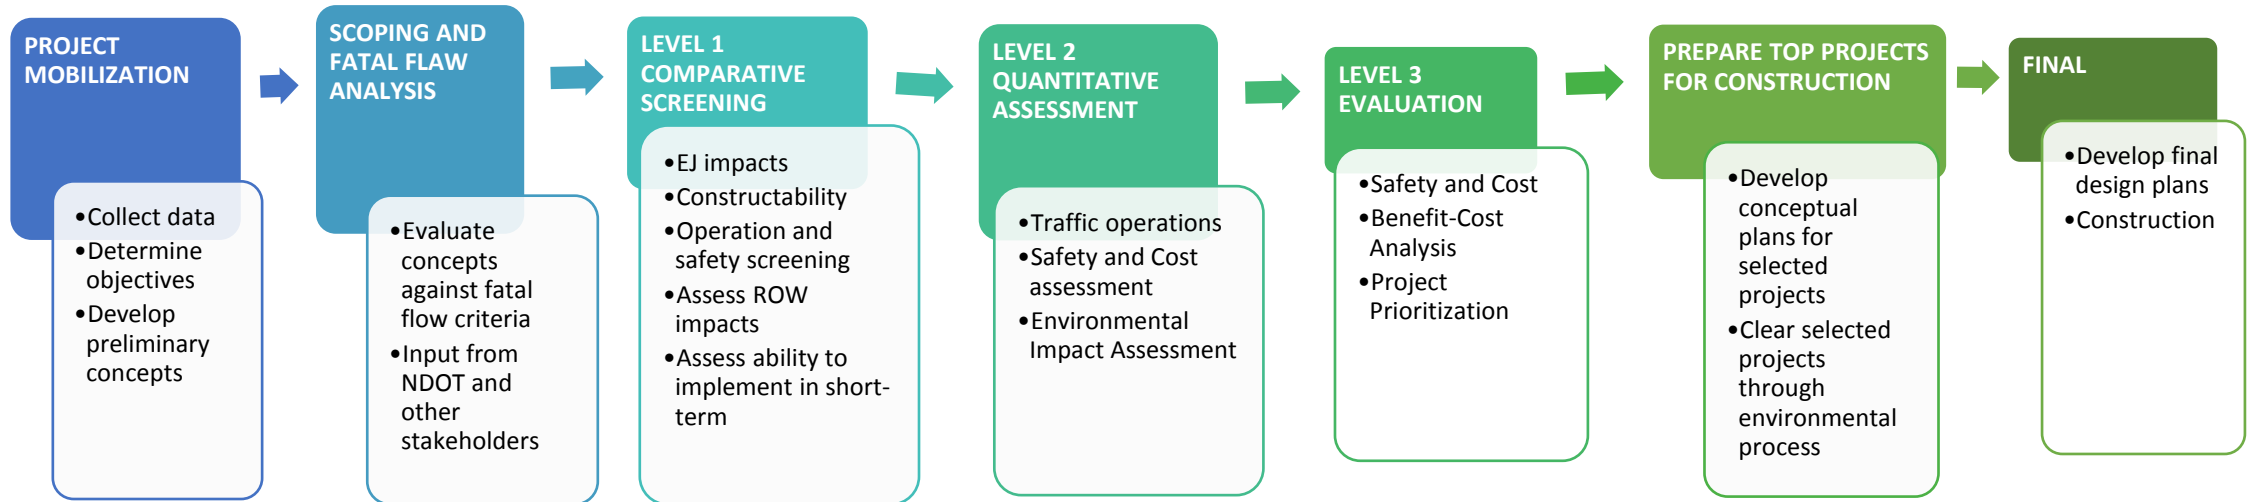 PROJECT
MOBILIZATION
•Collect data
•Determine
objectives
•Develop
preliminary
concepts
SCOPING AND
FATAL FLAW
ANALYSIS
•Evaluate
concepts
against fatal
flow criteria
•Input from
NDOT and
other
stakeholders
LEVEL 1
COMPARATIVE
SCREENING
•EJ impacts
•Constructability
•Operation and
safety screening
•Assess ROW
impacts
•Assess ability to
implement in short-
term
LEVEL 2
QUANTITATIVE
ASSESSMENT
•Traffic operations
•Safety and Cost
assessment
•Environmental
Impact Assessment
LEVEL 3
EVALUATION
•Safety and Cost
•Benefit-Cost
Analysis
•Project
Prioritization
PREPARE TOP PROJECTS
FOR CONSTRUCTION
•Develop
conceptual
plans for
selected
projects
•Clear selected
projects
through
environmental
process
FINAL
•Develop final
design plans
•Construction